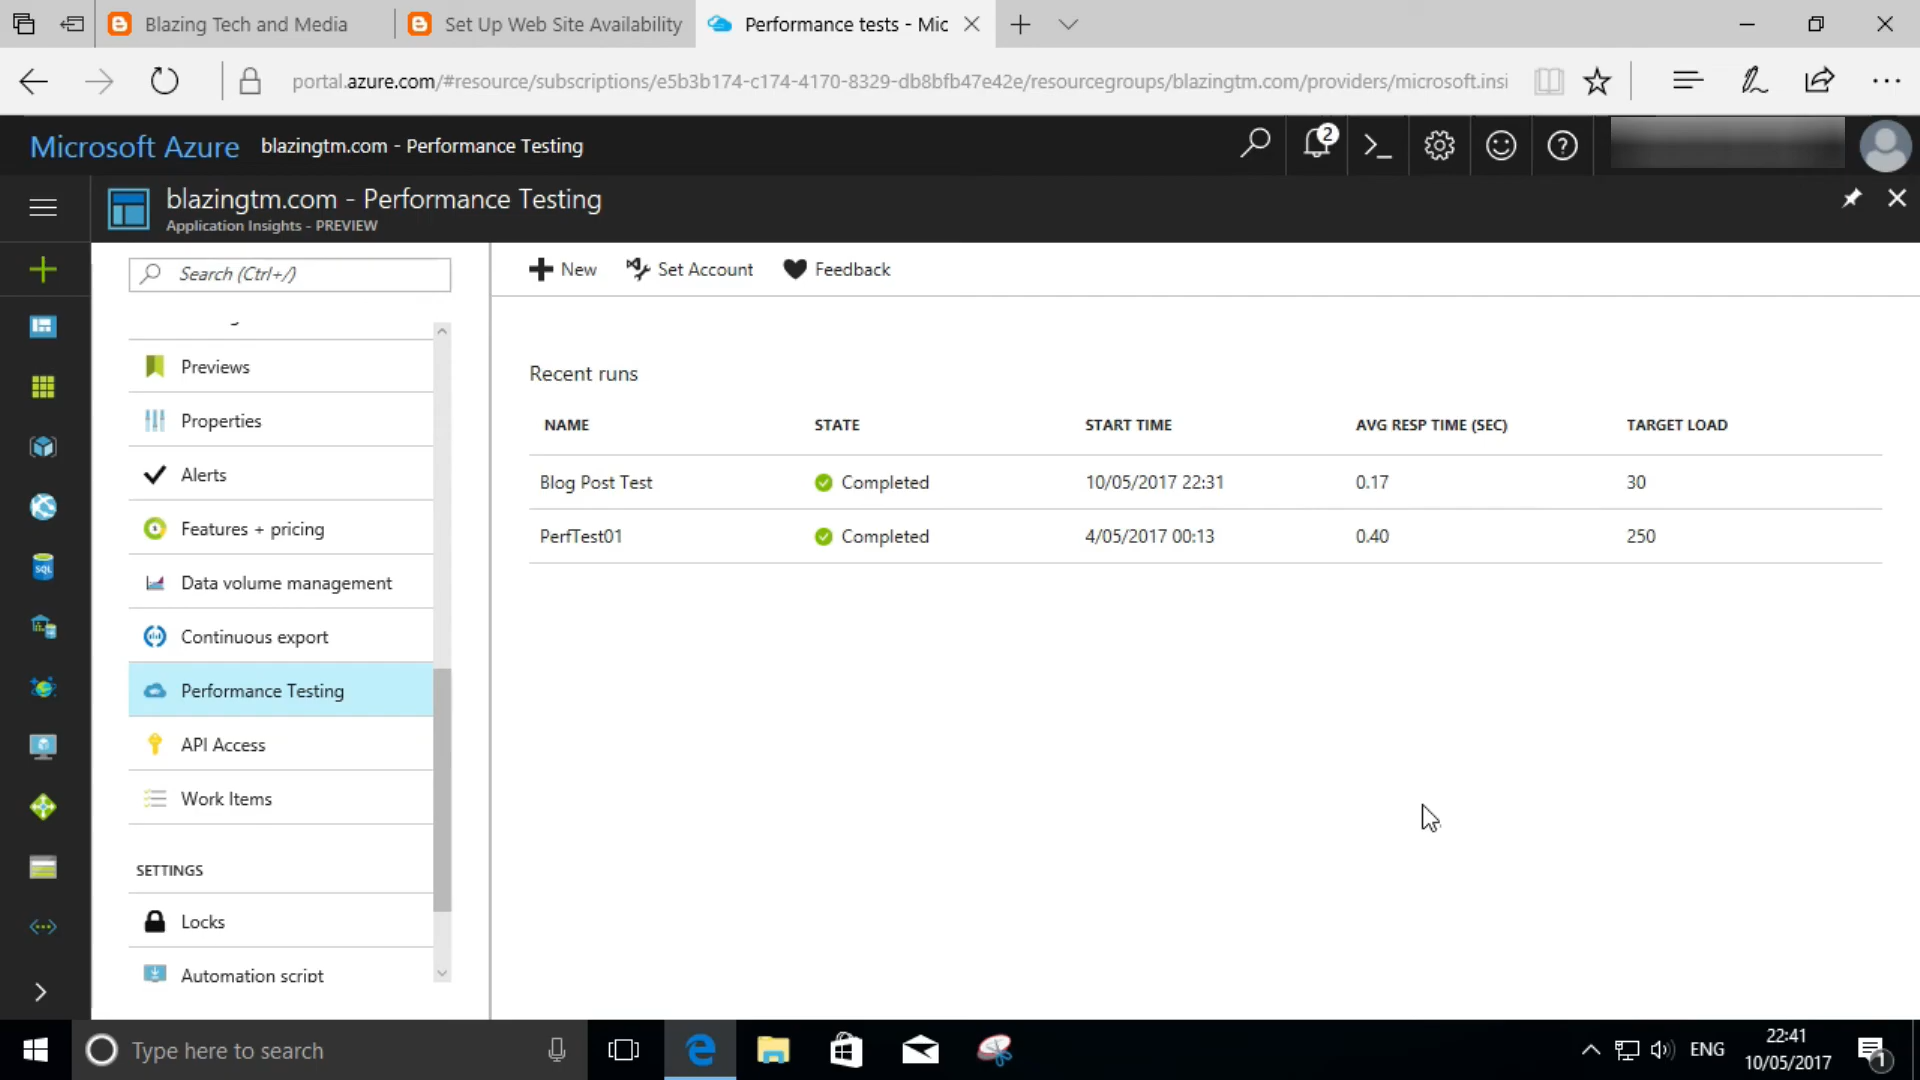 Blazing Tech and Media
Set Up Web Site Availability
Performance tests - Mic
portal.azure.com/#resource/subscriptions/e5b3b174-c174-4170-8329-db8bfb47e42e/resourcegroups/blazingtm.com/providers/microsoft.insi
Microsoft Azure
blazingtm.com - Performance Testing
2
blazingtm.com - Performance Testing
Application Insights - PREVIEW
Search (Ctrl+/)
Previews
Properties
Alerts
Features + pricing
Data volume management
Continuous export
Performance Testing
API Access
Work Items
SETTINGS
Locks
Automation script
SQL
New
Set Account
Feedback
Recent runs
NAME STATE START TIME AVG RESP TIME (SEC) TARGET LOAD
Blog Post Test Completed 10/05/2017 22:31 0.17 30
PerfTest01 Completed 4/05/2017 00:13 0.40 250
Type here to search
ENG
22:41
10/05/2017
1